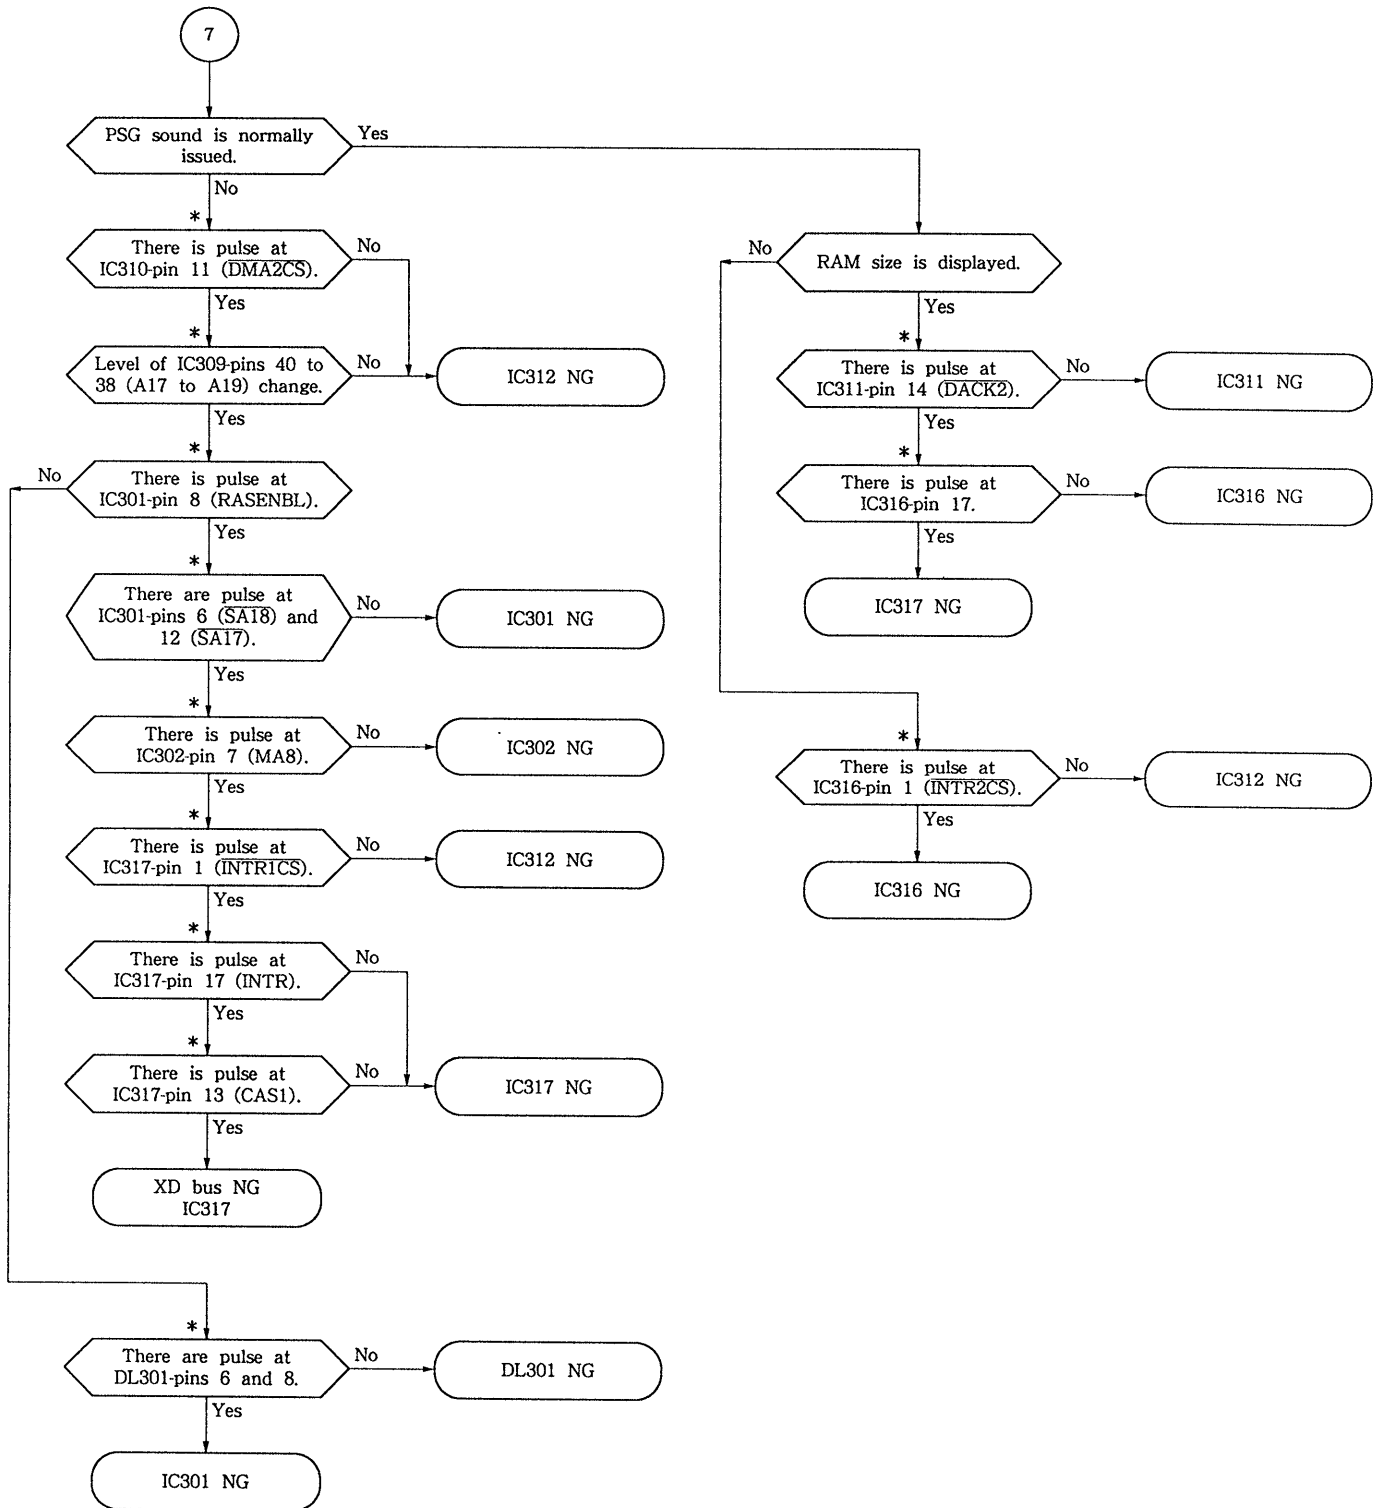 7
PSG sound is normally
issued.
Yes
No
*
There is pulse at
IC310-pin 11 (DMA2CS).
No
Yes
*
Level of IC309-pins 40 to
38 (A17 to A19) change.
No
IC312 NG
Yes
*
No
There is pulse at
IC301-pin 8 (RASENBL).
Yes
*
There are pulse at
IC301-pins 6 (SA18) and
12 (SA17).
No
IC301 NG
Yes
*
There is pulse at
IC302-pin 7 (MA8).
No
IC302 NG
Yes
*
There is pulse at
IC317-pin 1 (INTR1CS).
No
IC312 NG
Yes
*
There is pulse at
IC317-pin 17 (INTR).
No
Yes
*
There is pulse at
IC317-pin 13 (CAS1).
No
IC317 NG
Yes
XD bus NG
IC317
*
There are pulse at
DL301-pins 6 and 8.
No
DL301 NG
Yes
IC301 NG
No
RAM size is displayed.
Yes
*
There is pulse at
IC311-pin 14 (DACK2).
No
IC311 NG
Yes
*
There is pulse at
IC316-pin 17.
No
IC316 NG
Yes
IC317 NG
*
There is pulse at
IC316-pin 1 (INTR2CS).
No
IC312 NG
Yes
IC316 NG